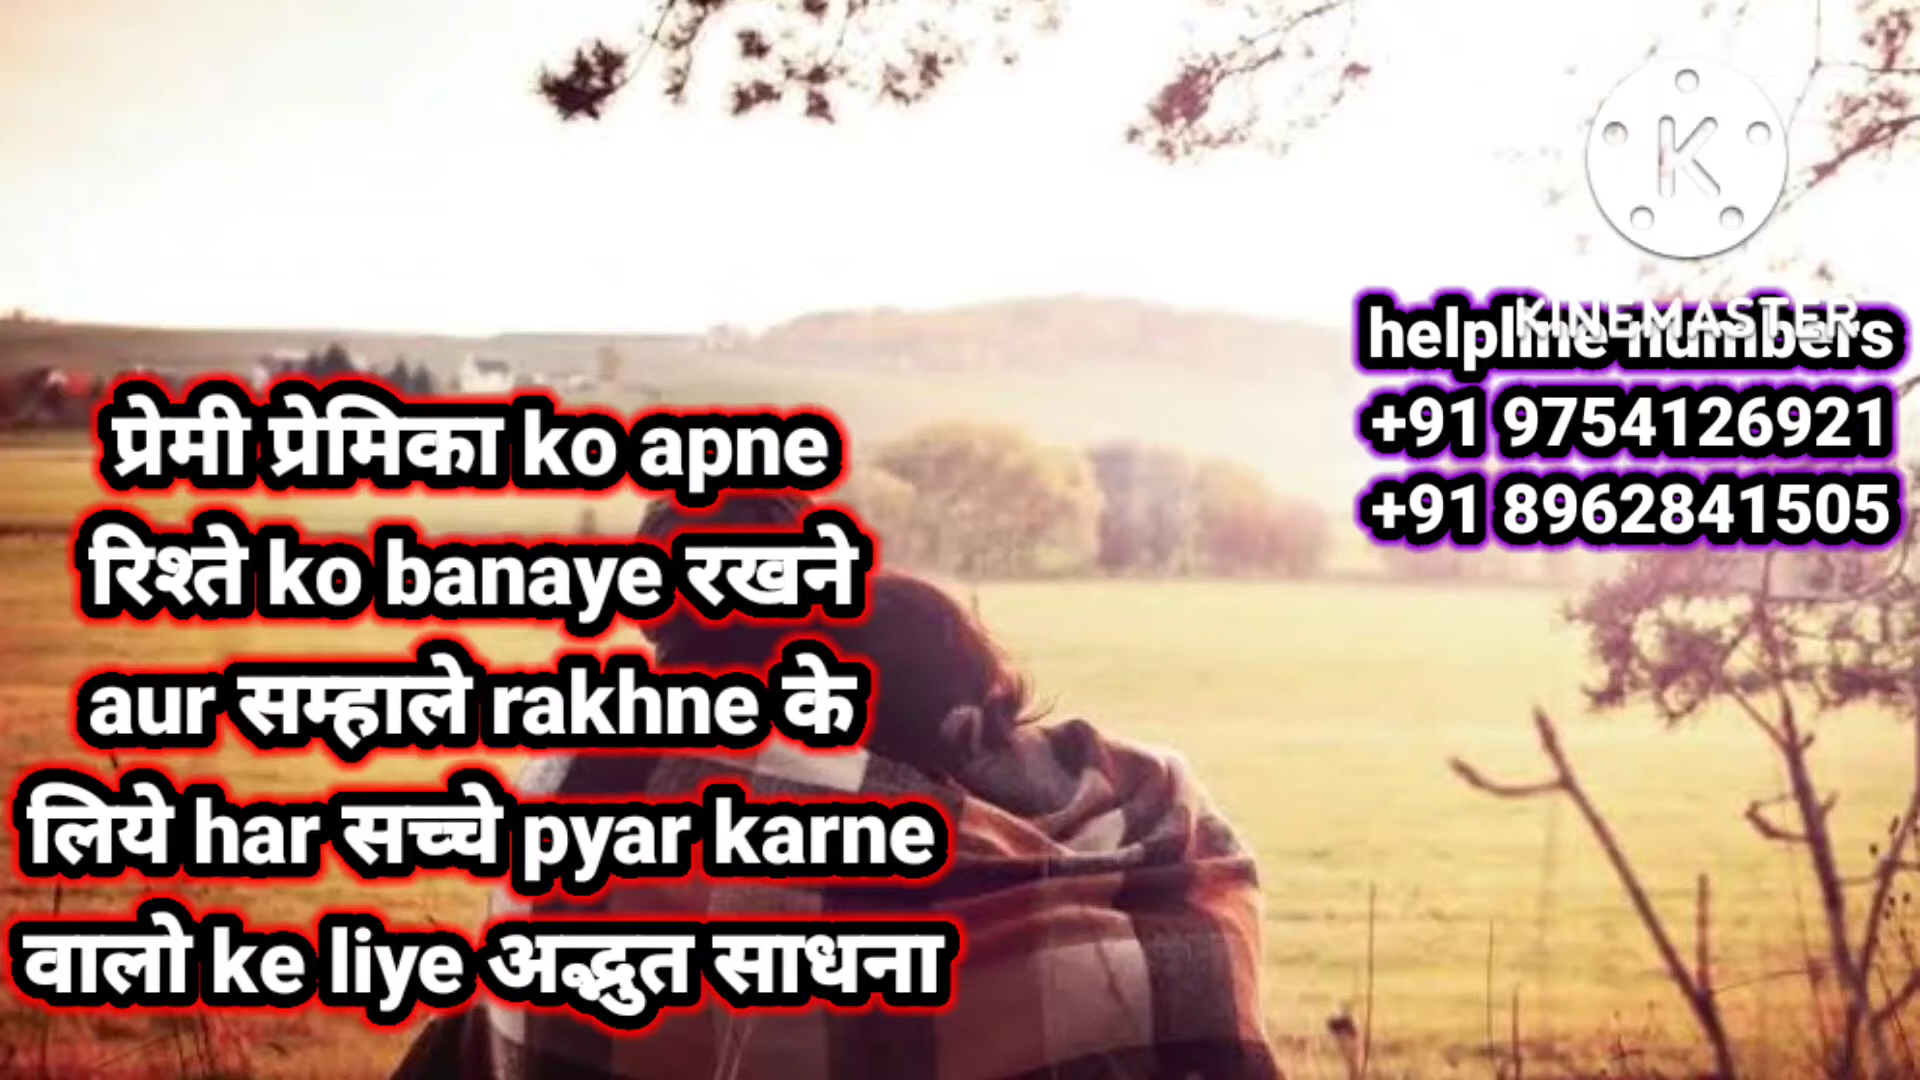 K
KINEMASTER
helpline numbers
+91 9754126921
+91 8962841505
प्रेमी प्रेमिका ko apne
रिश्ते ko banaye रखने
aur सम्हाले rakhne के
लिये har सच्चे pyar karne
वालो ke liye अद्भुत साधना